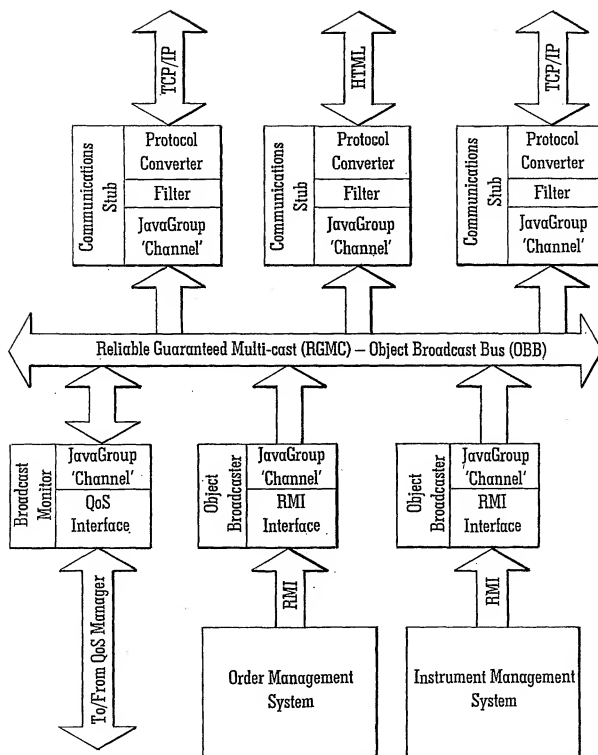 TCP/IP
HTML
TCP/IP
Communications
Stub
Protocol
Converter
Filter
JavaGroup
'Channel'
Communications
Stub
Protocol
Converter
Filter
JavaGroup
'Channel'
Communications
Stub
Protocol
Converter
Filter
JavaGroup
'Channel'
Reliable Guaranteed Multi-cast (RGMC) – Object Broadcast Bus (OBB)
Broadcast
Monitor
JavaGroup
'Channel'
QoS
Interface
Object
Broadcaster
JavaGroup
'Channel'
RMI
Interface
Object
Broadcaster
JavaGroup
'Channel'
RMI
Interface
To/From QoS Manager
RMI
RMI
Order Management
System
Instrument Management
System